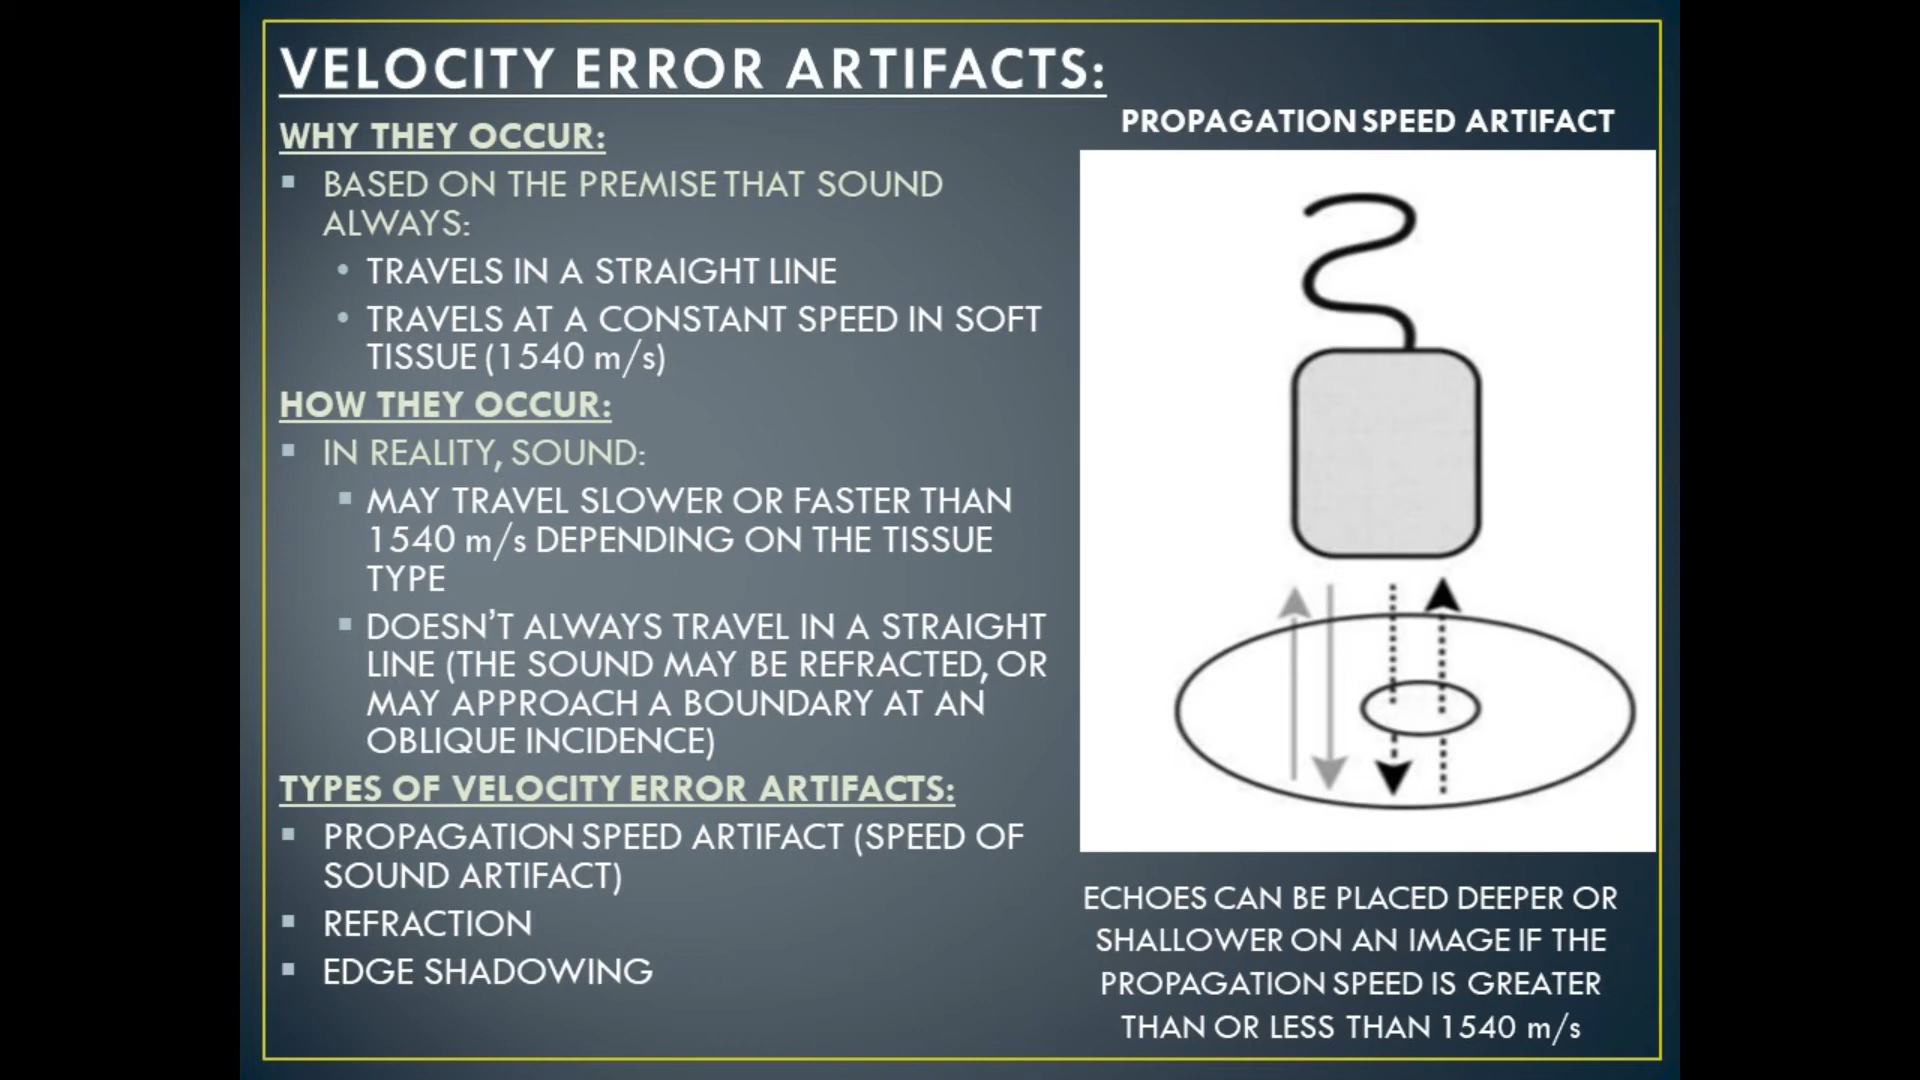 VELOCITY ERROR ARTIFACTS:
WHY THEY OCCUR:
BASED ON THE PREMISE THAT SOUND
ALWAYS:
TRAVELS IN A STRAIGHT LINE
TRAVELS AT A CONSTANT SPEED IN SOFT
TISSUE (1540 m/s)
HOW THEY OCCUR:
IN REALITY, SOUND:
MAY TRAVEL SLOWER OR FASTER THAN
1540 m/s DEPENDING ON THE TISSUE
TYPE
DOESN'T ALWAYS TRAVEL IN A STRAIGHT
LINE (THE SOUND MAY BE REFRACTED, OR
MAY APPROACH A BOUNDARY AT AN
OBLIQUE INCIDENCE)
TYPES OF VELOCITY ERROR ARTIFACTS:
PROPAGATION SPEED ARTIFACT (SPEED OF
SOUND ARTIFACT)
REFRACTION
EDGE SHADOWING
PROPAGATION SPEED ARTIFACT
ECHOES CAN BE PLACED DEEPER OR
SHALLOWER ON AN IMAGE IF THE
PROPAGATION SPEED IS GREATER
THAN OR LESS THAN 1540 m/s